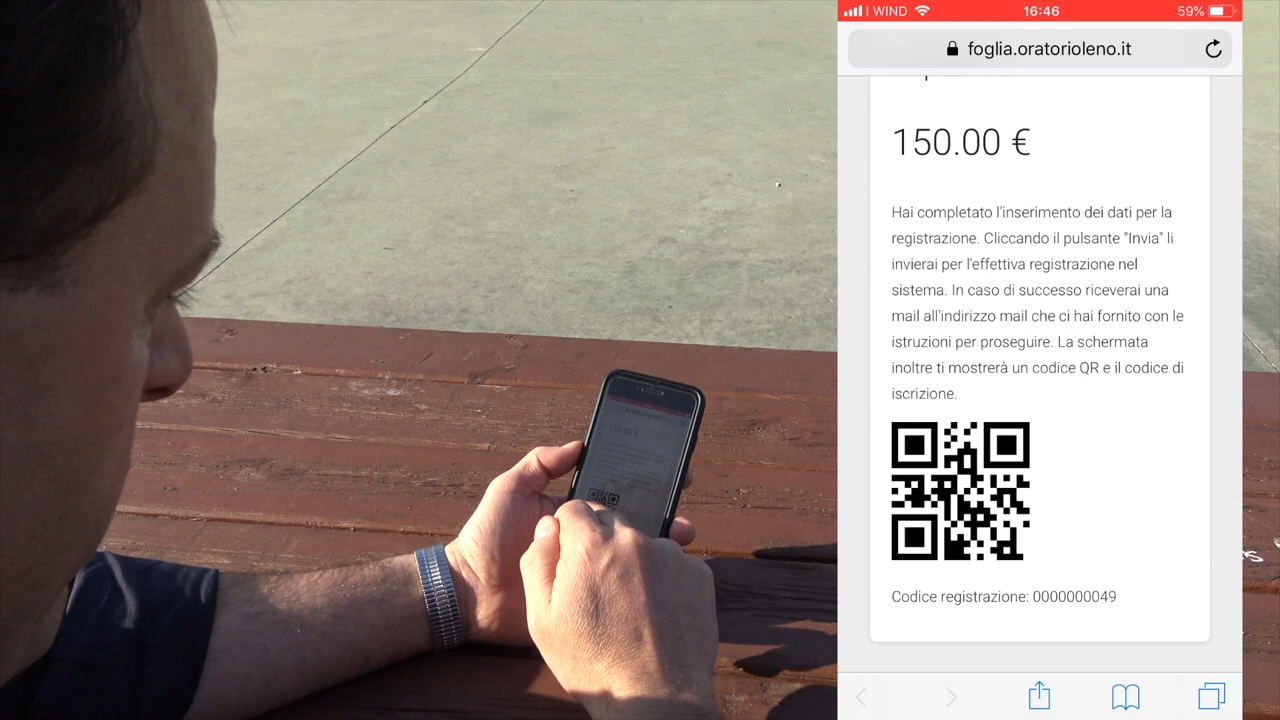 I WIND 16:46 59%
foglia.oratorioleno.it
150.00 €
Hai completato l'inserimento dei dati per la
registrazione. Cliccando il pulsante "Invia" li
invierai per l'effettiva registrazione nel
sistema. In caso di successo riceverai una
mail all'indirizzo mail che ci hai fornito con le
istruzioni per proseguire. La schermata
inoltre ti mostrerà un codice QR e il codice di
iscrizione.
Codice registrazione: 0000000049
150.00 €